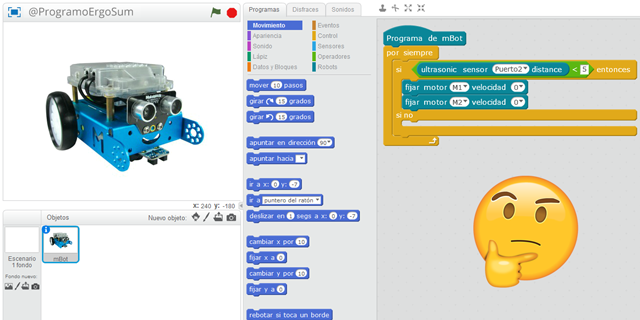 @ProgramoErgoSum
x: 240 y: -180
Objetos Nuevo objeto:
Escenario
1 fondo
Fondo nuevo:
mBot
Programas Disfraces Sonidos
Movimiento Eventos
Apariencia Control
Sonido Sensores
Lápiz Operadores
Datos y Bloques Robots
mover 10 pasos
girar 15 grados
girar 15 grados
apuntar en dirección 90
apuntar hacia
ir a x: 0 y: -7
ir a puntero del ratón
deslizar en 1 segs a x: 0 y: -7
cambiar x por 10
fijar x a 0
cambiar y por 10
fijar y a 0
rebotar si toca un borde
Programa de mBot
por siempre
si ultrasonic sensor Puerto2 distance < 5 entonces
fijar motor M1 velocidad 0
fijar motor M2 velocidad 0
si no